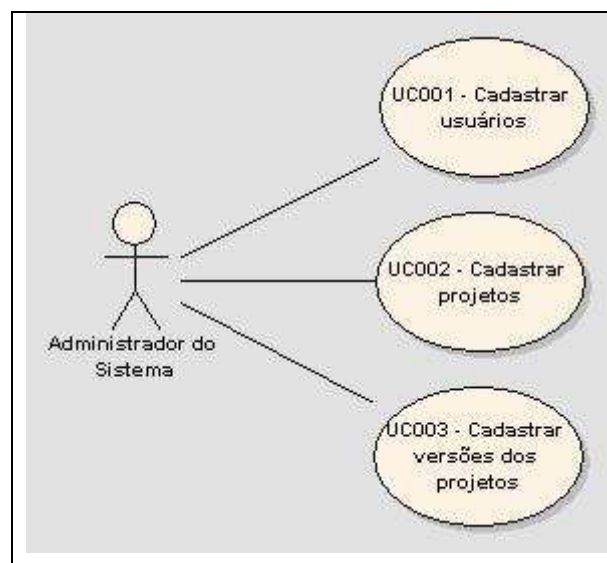 UC001 - Cadastrar
usuários
UC002 - Cadastrar
projetos
Administrador do
Sistema
UC003 - Cadastrar
versões dos
projetos